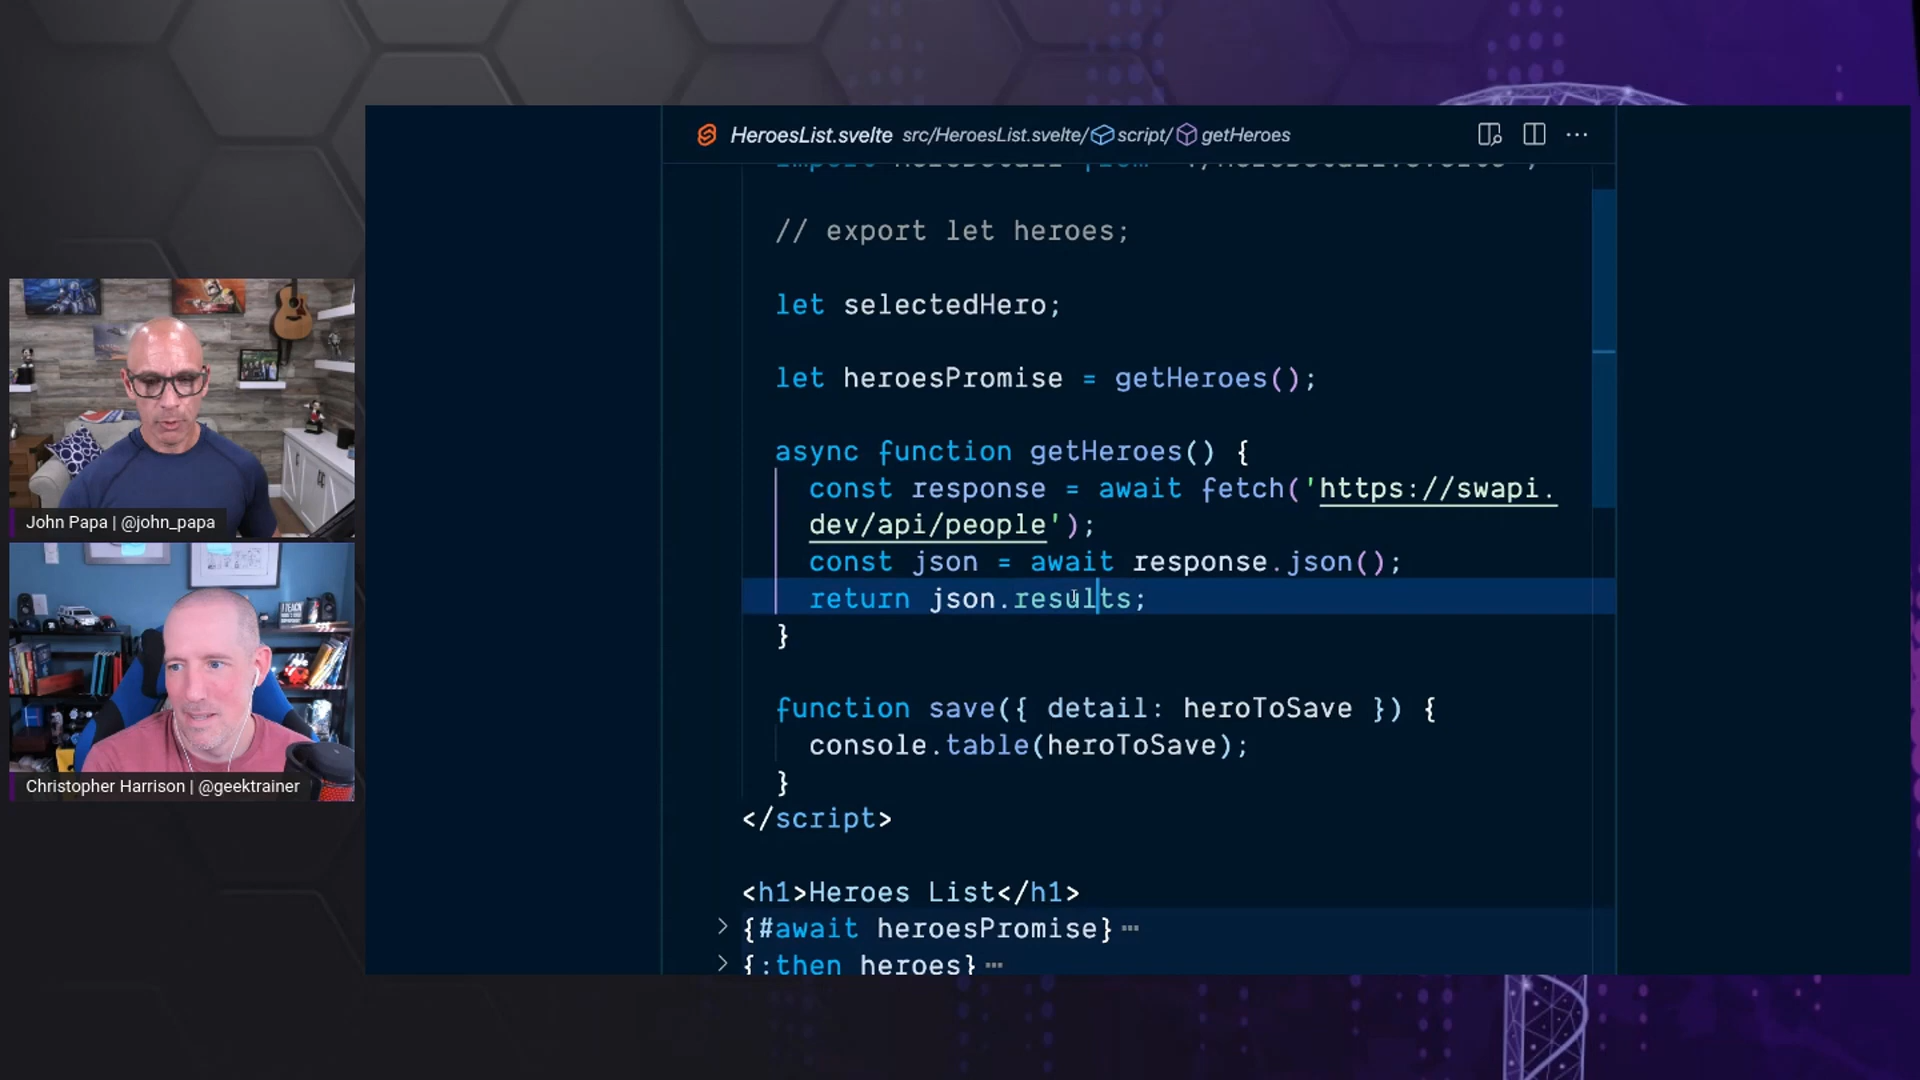 HeroesList.svelte src/HeroesList.svelte/ script/ getHeroes
// export let heroes;
let selectedHero;
let heroesPromise = getHeroes();
async function getHeroes() {
const response = await fetch('https://swapi.
dev/api/people');
const json = await response.json();
return json.results;
}
function save({ detail: heroToSave }) {
console.table(heroToSave);
}
</script>
<h1>Heroes List</h1>
{#await heroesPromise}
{:then heroes}
John Papa | @john_papa
Christopher Harrison | @geektrainer